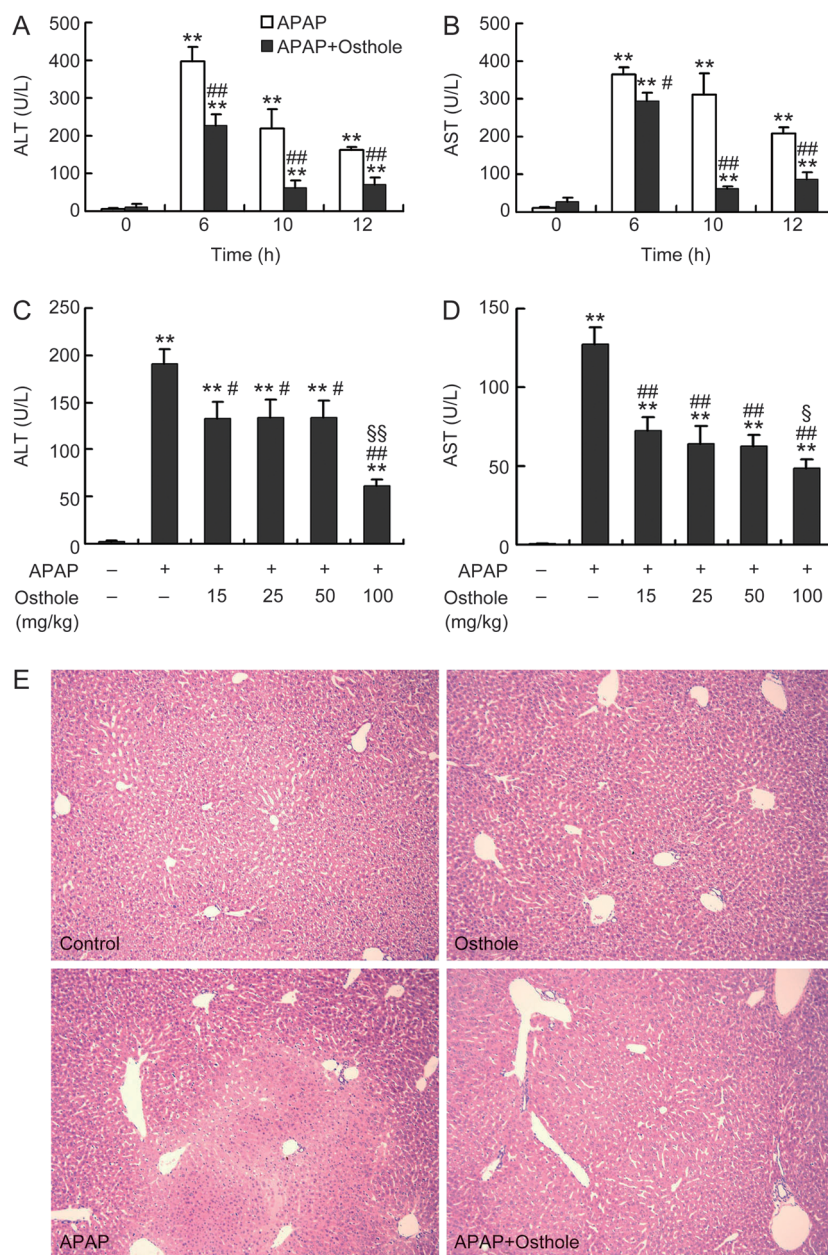 A
ALT (U/L)
500
400
300
200
100
0
APAP
APAP+Osthole
**
##
**
**
##
**
**
##
**
0 6 10 12
Time (h)
B
AST (U/L)
500
400
300
200
100
0
**
** #
**
##
**
**
##
**
0 6 10 12
Time (h)
C
ALT (U/L)
250
200
150
100
50
0
**
** #
** #
** #
§§
##
**
APAP – + + + + +
Osthole – – 15 25 50 100
(mg/kg)
D
AST (U/L)
150
100
50
0
**
##
**
##
**
##
**
§
##
**
APAP – + + + + +
Osthole – – 15 25 50 100
(mg/kg)
E
Control
Osthole
APAP
APAP+Osthole